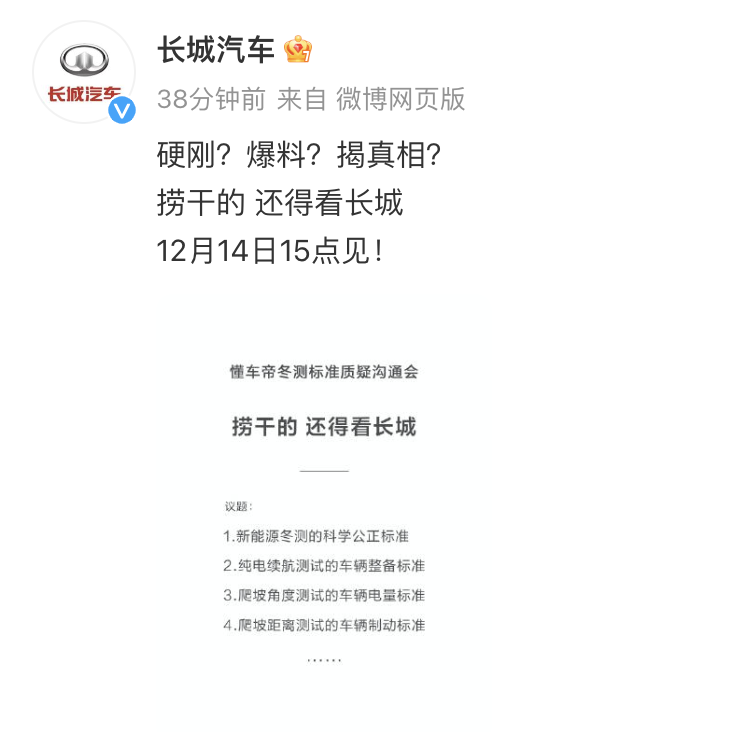 长城汽车
长城汽车
38分钟前 来自 微博网页版
硬刚？爆料？揭真相？
捞干的 还得看长城
12月14日15点见！
懂车帝冬测标准质疑沟通会
捞干的 还得看长城
议题：
1.新能源冬测的科学公正标准
2.纯电续航测试的车辆整备标准
3.爬坡角度测试的车辆电量标准
4.爬坡距离测试的车辆制动标准
……